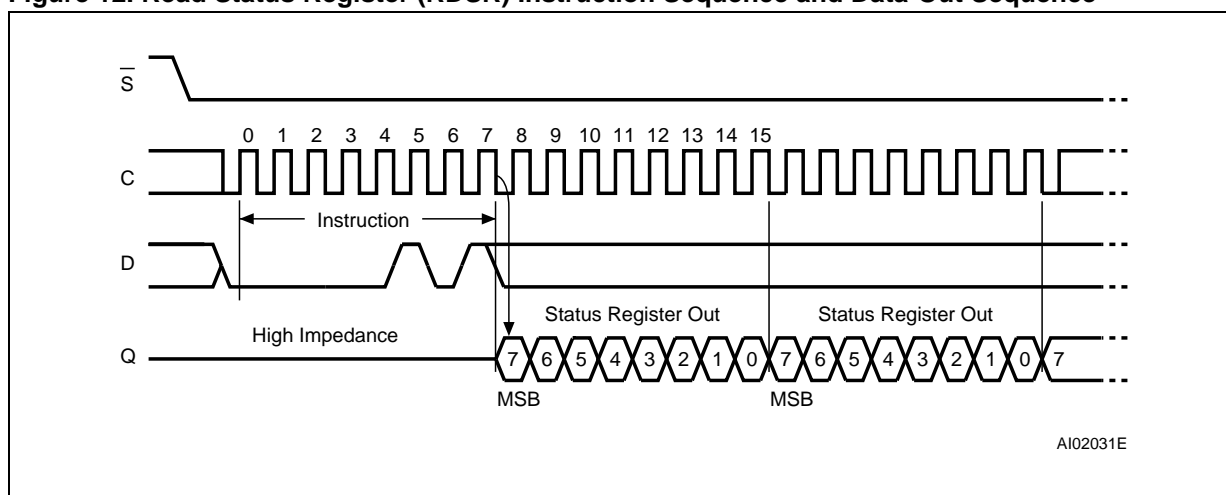 Figure 12. Read Status Register (RDSR) Instruction Sequence and Data-Out Sequence
S
0 1 2 3 4 5 6 7 8 9 10 11 12 13 14 15
C
Instruction
D
Status Register Out Status Register Out
High Impedance
Q
7 6 5 4 3 2 1 0 7 6 5 4 3 2 1 0 7
MSB MSB
AI02031E